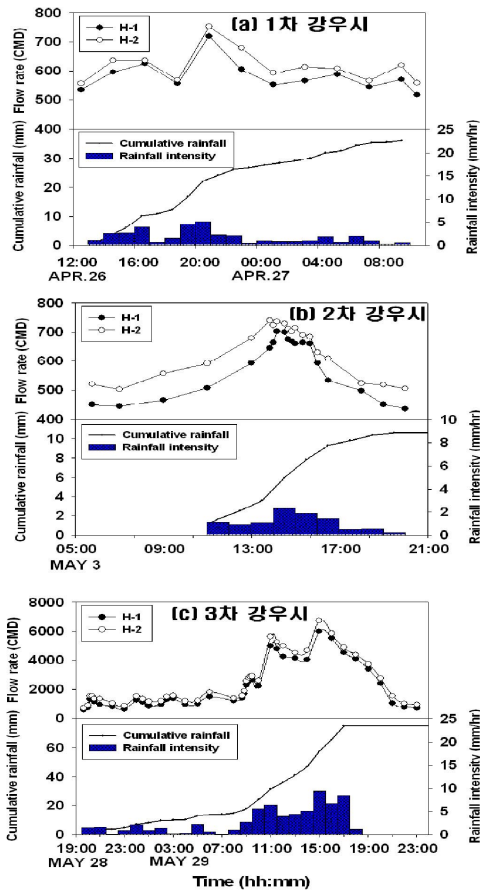 (a) 1차 강우시
H-1
H-2
Flow rate (CMD)
800
700
600
500
400
Cumulative rainfall
Rainfall intensity
Cumulative rainfall (mm)
30
20
10
0
Rainfall intensity (mm/hr)
25
20
15
10
5
0
12:00 16:00 20:00 00:00 04:00 08:00
APR.26 APR.27
(b) 2차 강우시
H-1
H-2
Flow rate (CMD)
800
700
600
500
400
Cumulative rainfall
Rainfall intensity
Cumulative rainfall (mm)
10
8
6
4
2
0
Rainfall intensity (mm/hr)
10
8
6
4
2
0
05:00 09:00 13:00 17:00 21:00
MAY 3
(c) 3차 강우시
H-1
H-2
Flow rate (CMD)
8000
6000
4000
2000
0
Cumulative rainfall
Rainfall intensity
Cumulative rainfall (mm)
60
40
20
0
Rainfall intensity (mm/hr)
25
20
15
10
5
0
19:00 23:00 03:00 07:00 11:00 15:00 19:00 23:00
MAY 28 MAY 29
Time (hh:mm)